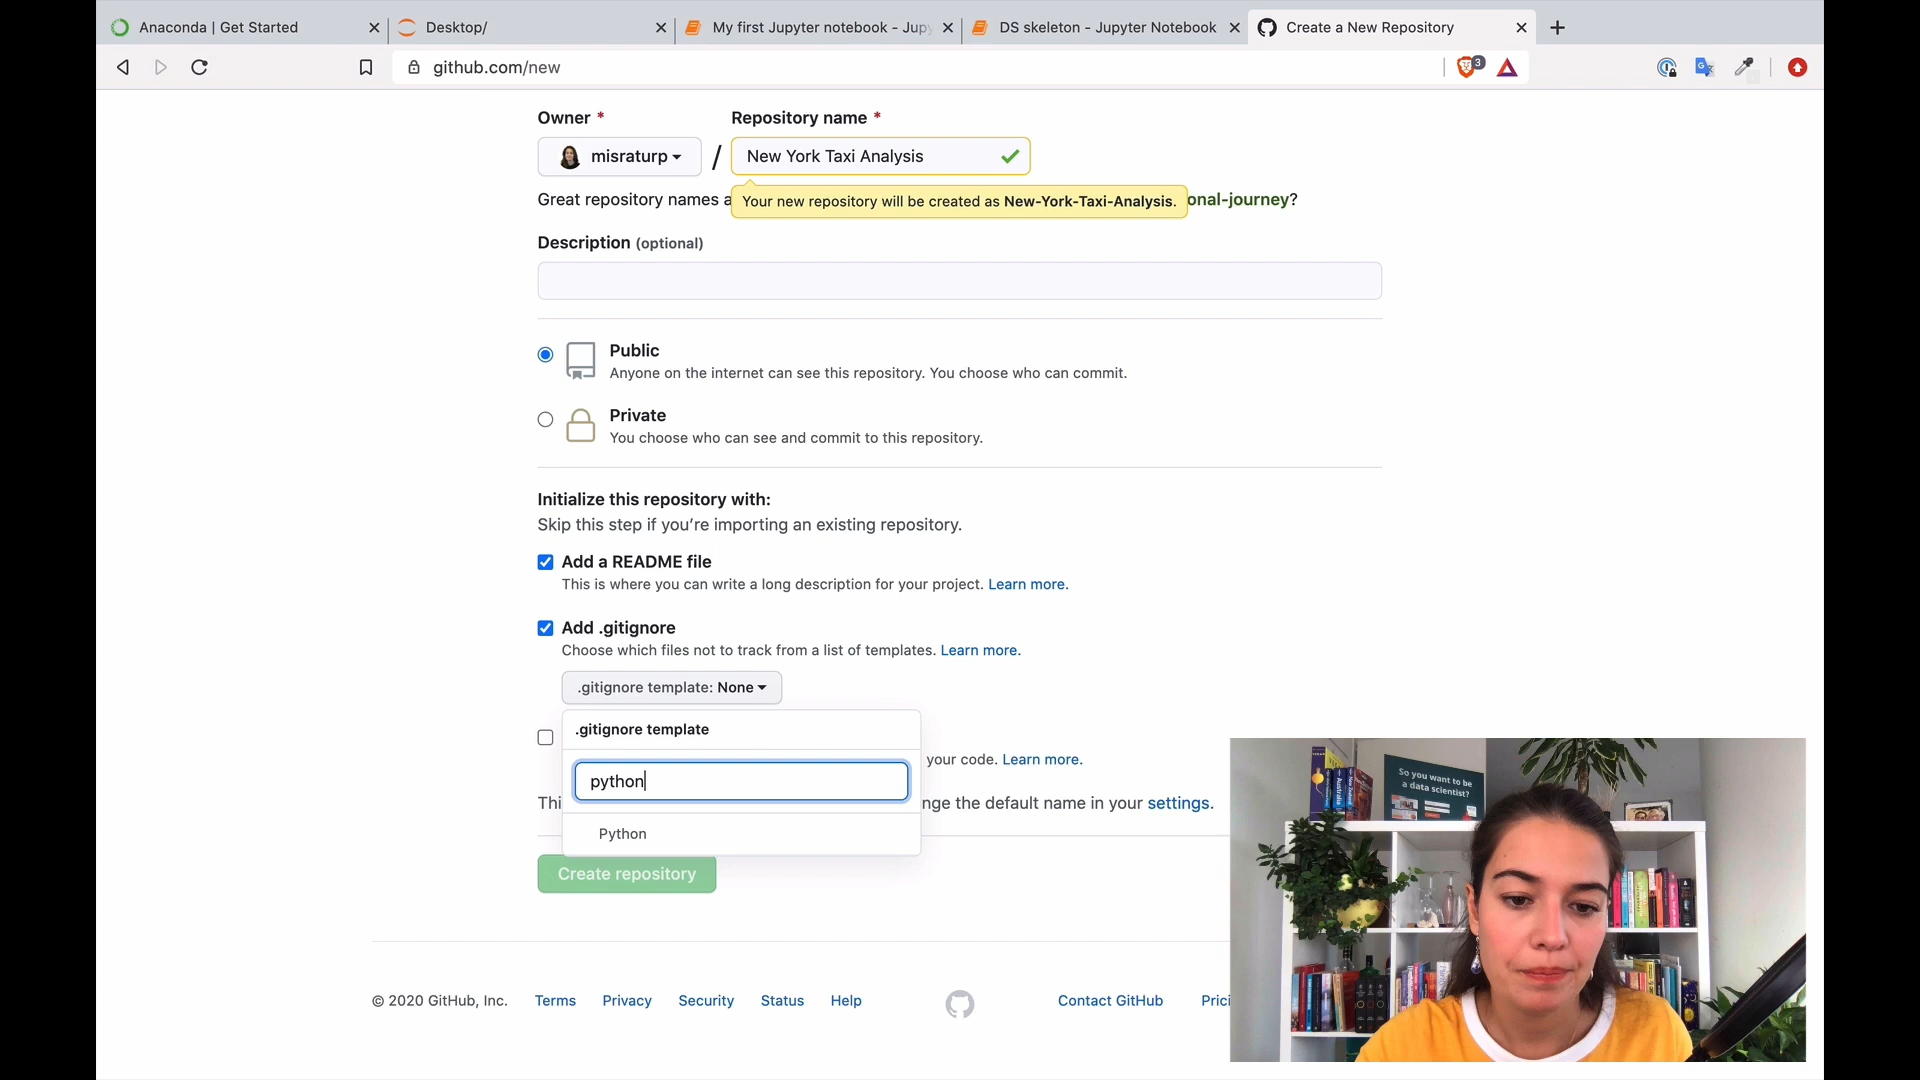 Anaconda | Get Started
Desktop/
My first Jupyter notebook - Jupy
DS skeleton - Jupyter Notebook
Create a New Repository
github.com/new
3
Owner *
Repository name *
misraturp
/
New York Taxi Analysis
Great repository names a
Your new repository will be created as New-York-Taxi-Analysis.
onal-journey?
Description (optional)
Public
Anyone on the internet can see this repository. You choose who can commit.
Private
You choose who can see and commit to this repository.
Initialize this repository with:
Skip this step if you’re importing an existing repository.
Add a README file
This is where you can write a long description for your project. Learn more.
Add .gitignore
Choose which files not to track from a list of templates. Learn more.
.gitignore template: None
.gitignore template
your code. Learn more.
python
Thi
nge the default name in your settings.
Python
Create repository
© 2020 GitHub, Inc.
Terms
Privacy
Security
Status
Help
Contact GitHub
Prici
So you want to be
a data scientist?